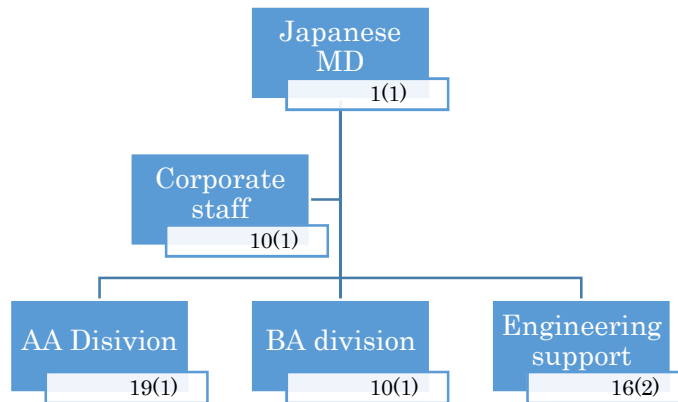 Japanese
MD
1(1)
Corporate
staff
10(1)
AA Disivion
19(1)
BA division
10(1)
Engineering
support
16(2)